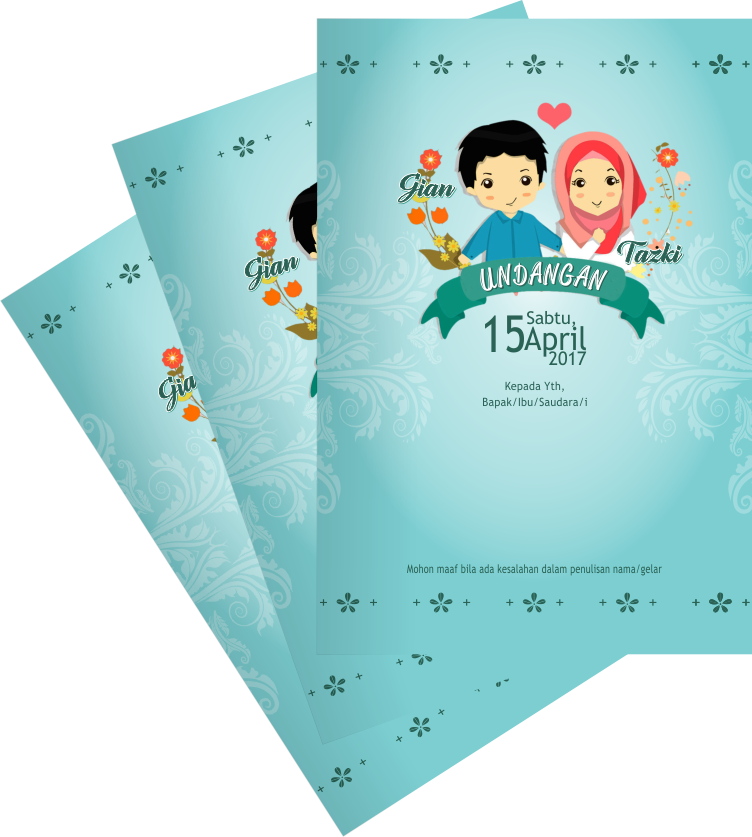 Gian
Tazki
UNDANGAN
15 Sabtu,
April
2017
Kepada Yth,
Bapak/Ibu/Saudara/i
Mohon maaf bila ada kesalahan dalam penulisan nama/gelar
Gian
Gia